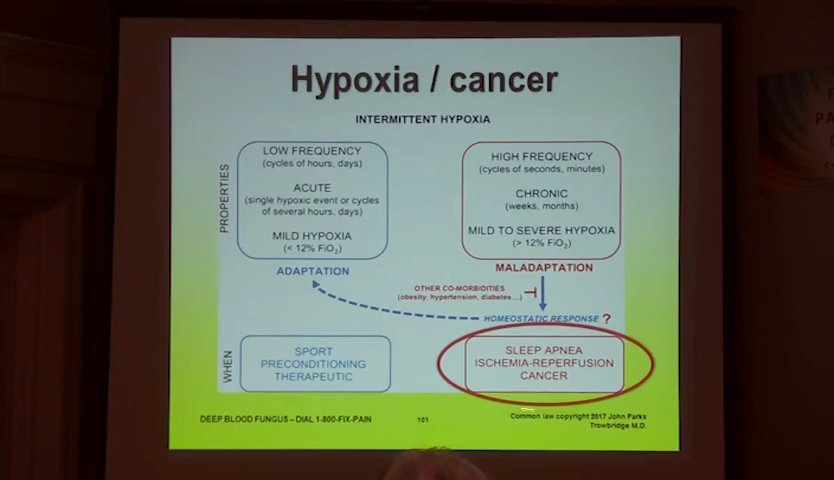 Hypoxia / cancer
INTERMITTENT HYPOXIA
PROPERTIES
LOW FREQUENCY
(cycles of hours, days)
ACUTE
(single hypoxic event or cycles
of several hours, days)
MILD HYPOXIA
(< 12% FiO₂)
ADAPTATION
HIGH FREQUENCY
(cycles of seconds, minutes)
CHRONIC
(weeks, months)
MILD TO SEVERE HYPOXIA
(> 12% FiO₂)
MALADAPTATION
OTHER CO-MORBIDITIES
(obesity, hypertension, diabetes...)
HOMEOSTATIC RESPONSE ?
WHEN
SPORT
PRECONDITIONING
THERAPEUTIC
SLEEP APNEA
ISCHEMIA-REPERFUSION
CANCER
DEEP BLOOD FUNGUS – DIAL 1-800-FIX-PAIN
101
Common law copyright 2017 John Parks
Trowbridge M.D.